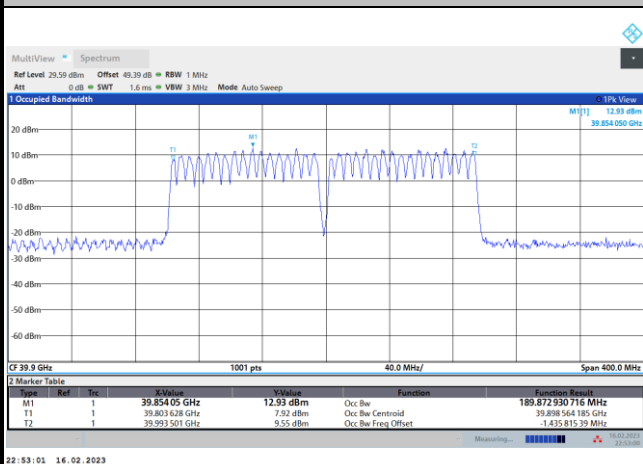 MultiView Spectrum
Ref Level 29.59 dBm Offset 49.39 dB RBW 1 MHz
Att 0 dB SWT 1.6 ms VBW 3 MHz Mode Auto Sweep
1 Occupied Bandwidth 1Pk View
M1[1] 12.93 dBm
39.854 050 GHz
20 dBm
M1
T1 T2
10 dBm
0 dBm
-10 dBm
-20 dBm
-30 dBm
-40 dBm
-50 dBm
-60 dBm
CF 39.9 GHz 1001 pts 40.0 MHz/ Span 400.0 MHz
2 Marker Table
Type Ref Trc X-Value Y-Value Function Function Result
M1 1 39.854 05 GHz 12.93 dBm Occ Bw 189.872 930 716 MHz
T1 1 39.803 628 GHz 7.92 dBm Occ Bw Centroid 39.898 564 185 GHz
T2 1 39.993 501 GHz 9.55 dBm Occ Bw Freq Offset -1.435 815 39 MHz
Measuring... 16.02.2023
22:53:00
22:53:01 16.02.2023